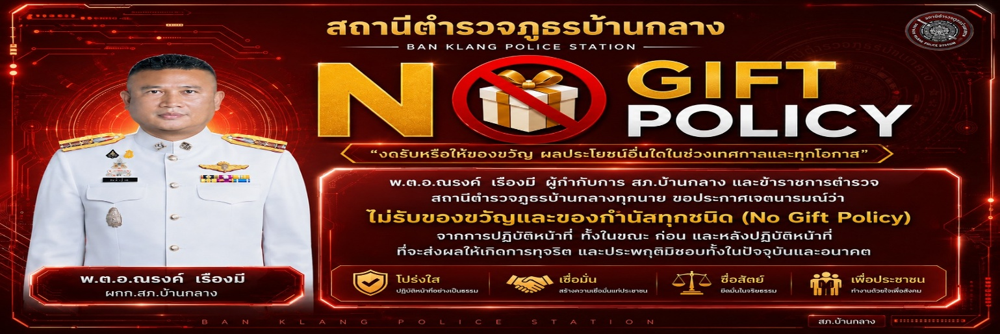 สถานีตำรวจภูธรบ้านกลาง
BAN KLANG POLICE STATION
NO GIFT
POLICY
“งดรับหรือให้ของขวัญ ผลประโยชน์อื่นใดในช่วงเทศกาลและทุกโอกาส”
พ.ต.อ.ณรงค์ เรืองมี ผู้กำกับการ สภ.บ้านกลาง และข้าราชการตำรวจ
สถานีตำรวจภูธรบ้านกลางทุกนาย ขอประกาศเจตนารมณ์ว่า
ไม่รับของขวัญและของกำนัลทุกชนิด (No Gift Policy)
จากการปฏิบัติหน้าที่ ทั้งในขณะ ก่อน และหลังปฏิบัติหน้าที่
ที่จะส่งผลให้เกิดการทุจริต และประพฤติมิชอบทั้งในปัจจุบันและอนาคต
โปร่งใส
ปฏิบัติหน้าที่อย่างเป็นธรรม
เชื่อมั่น
สร้างความเชื่อมั่นแก่ประชาชน
ซื่อสัตย์
ยึดมั่นในจริยธรรม
เพื่อประชาชน
ทำงานด้วยใจเพื่อสังคม
พ.ต.อ.ณรงค์ เรืองมี
ผกก.สภ.บ้านกลาง
BAN KLANG POLICE STATION
สภ.บ้านกลาง